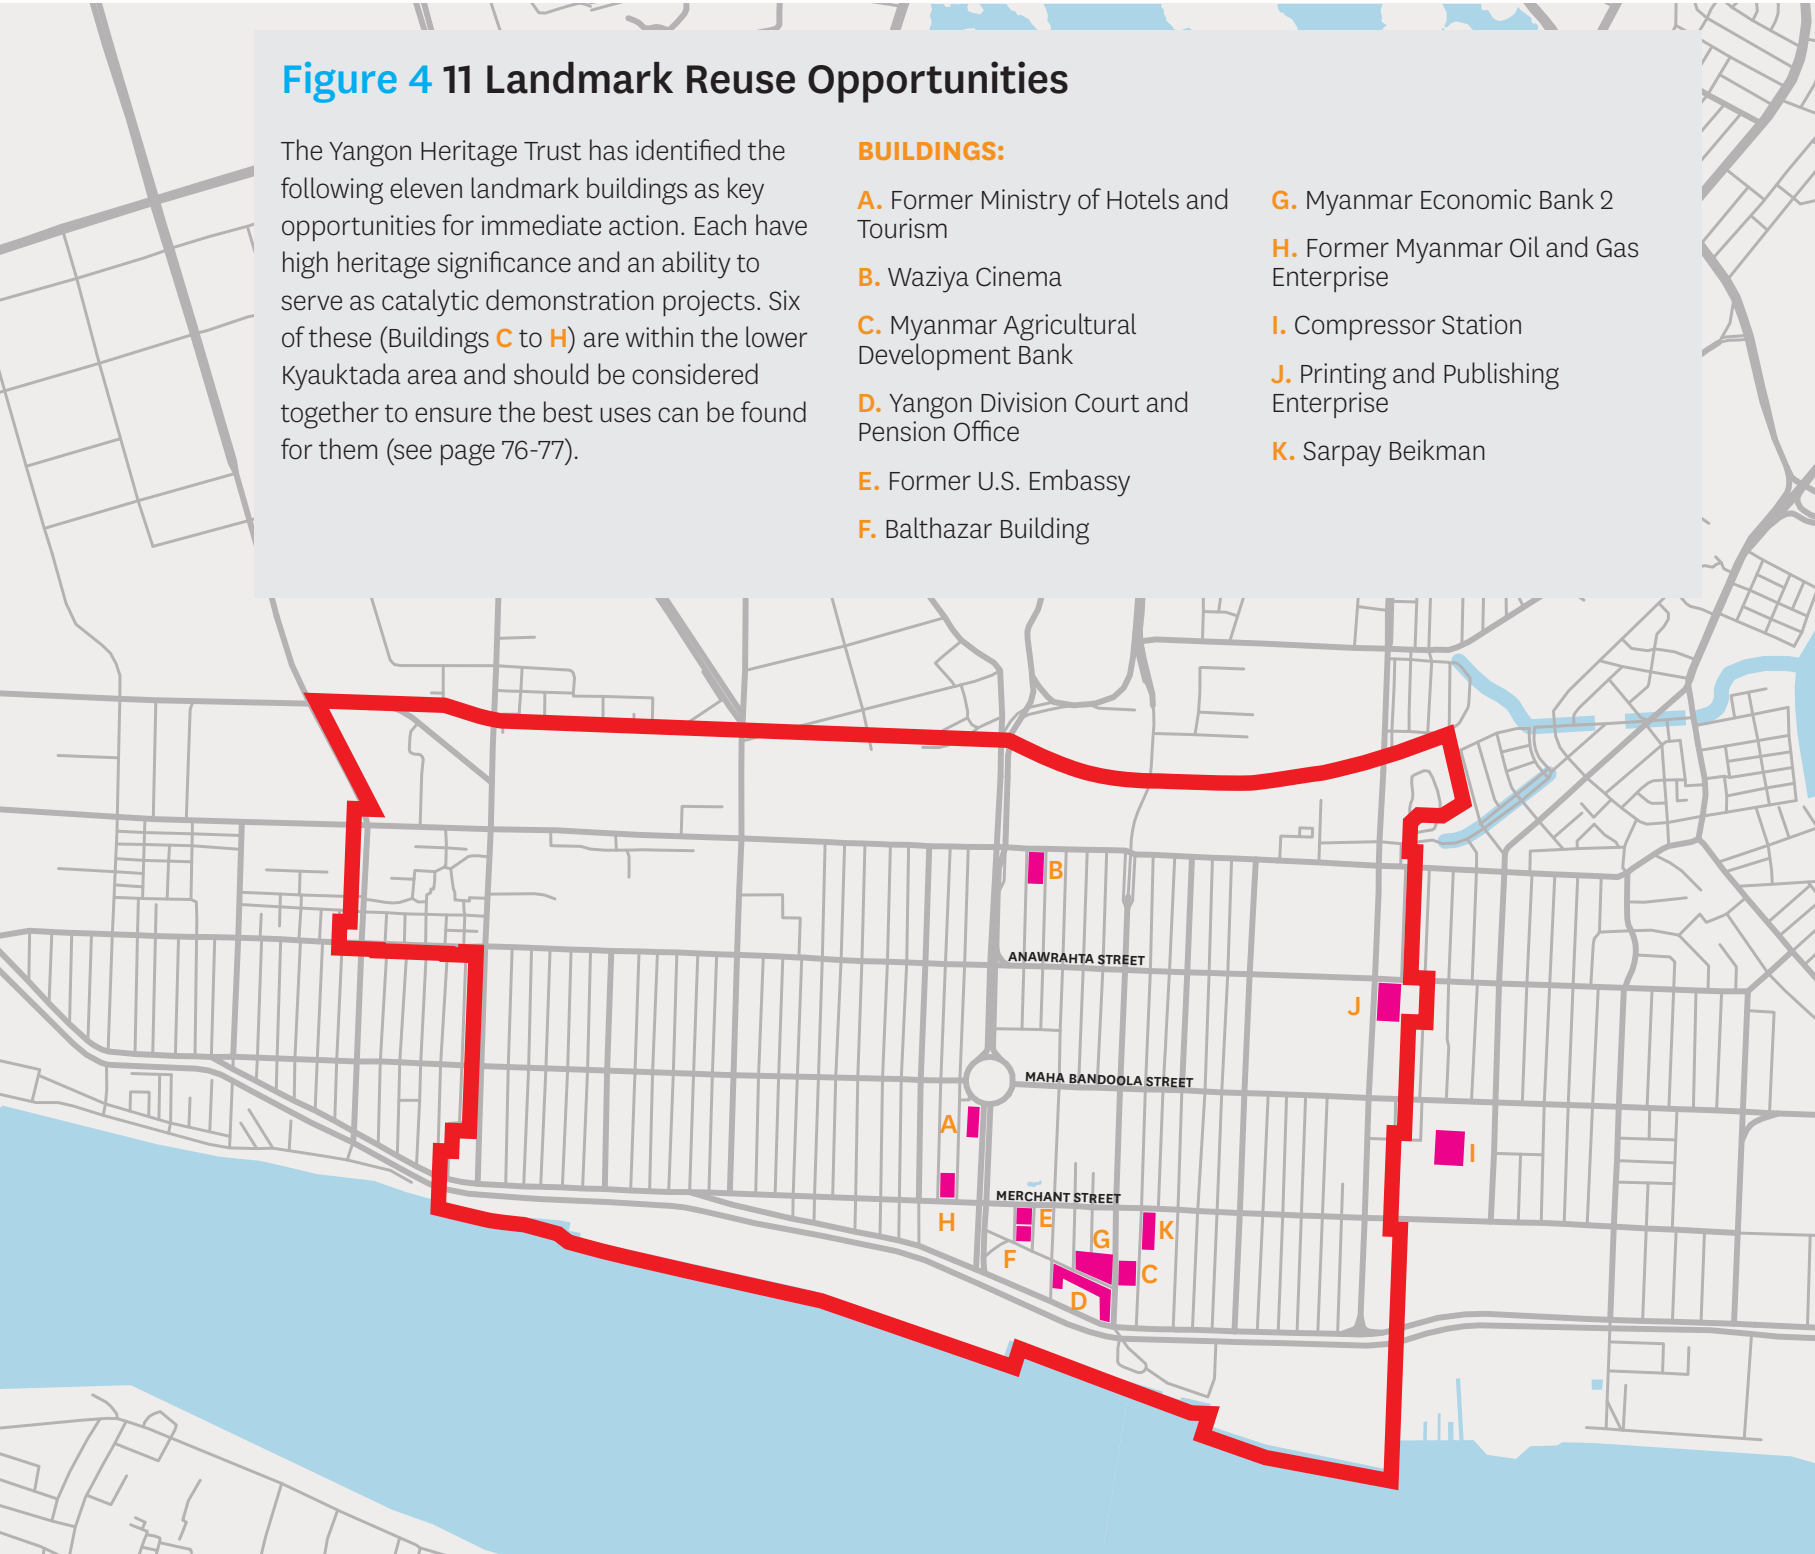 Figure 4 11 Landmark Reuse Opportunities
The Yangon Heritage Trust has identified the
following eleven landmark buildings as key
opportunities for immediate action. Each have
high heritage significance and an ability to
serve as catalytic demonstration projects. Six
of these (Buildings C to H) are within the lower
Kyauktada area and should be considered
together to ensure the best uses can be found
for them (see page 76-77).
BUILDINGS:
A. Former Ministry of Hotels and
Tourism
B. Waziya Cinema
C. Myanmar Agricultural
Development Bank
D. Yangon Division Court and
Pension Office
E. Former U.S. Embassy
F. Balthazar Building
G. Myanmar Economic Bank 2
H. Former Myanmar Oil and Gas
Enterprise
I. Compressor Station
J. Printing and Publishing
Enterprise
K. Sarpay Beikman
B
ANAWRAHTA STREET
J
MAHA BANDOOLA STREET
A
I
MERCHANT STREET
H
E
K
G
F
C
D